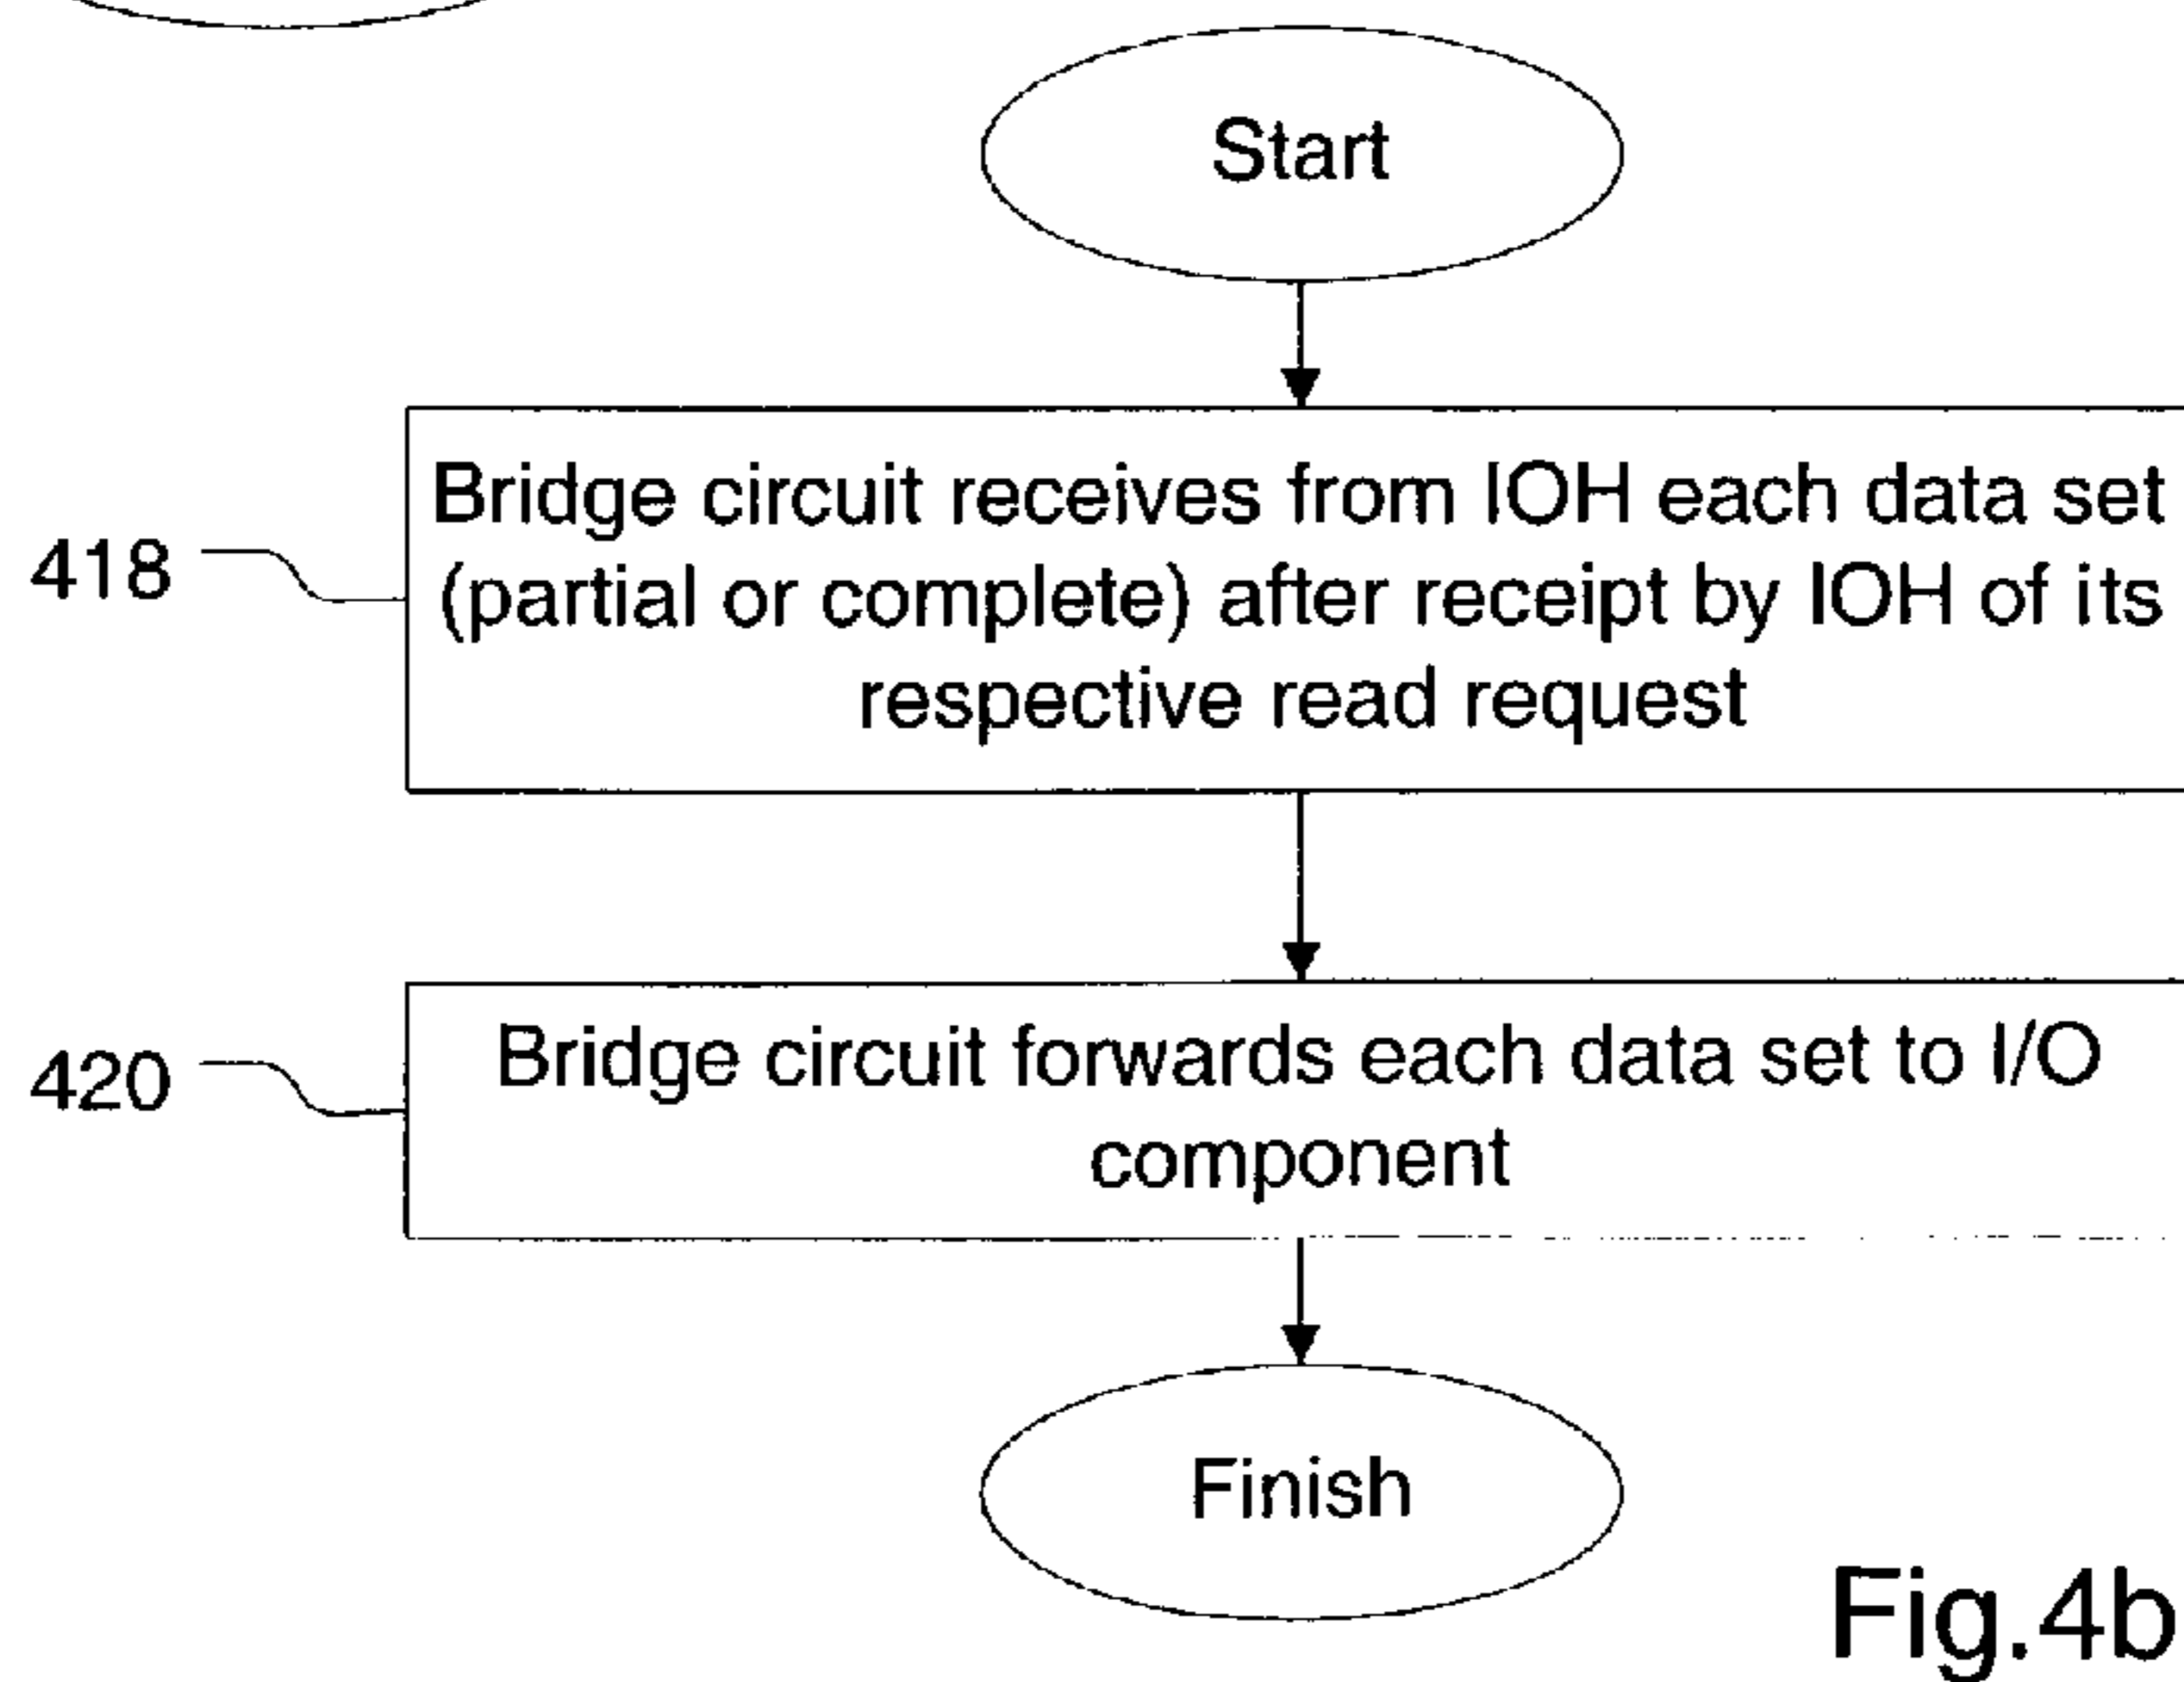 Start
Bridge circuit receives from IOH each data set
418
(partial or complete) after receipt by IOH of its
respective read request
Bridge circuit forwards each data set to I/O
420
component
Finish
Fig.4b